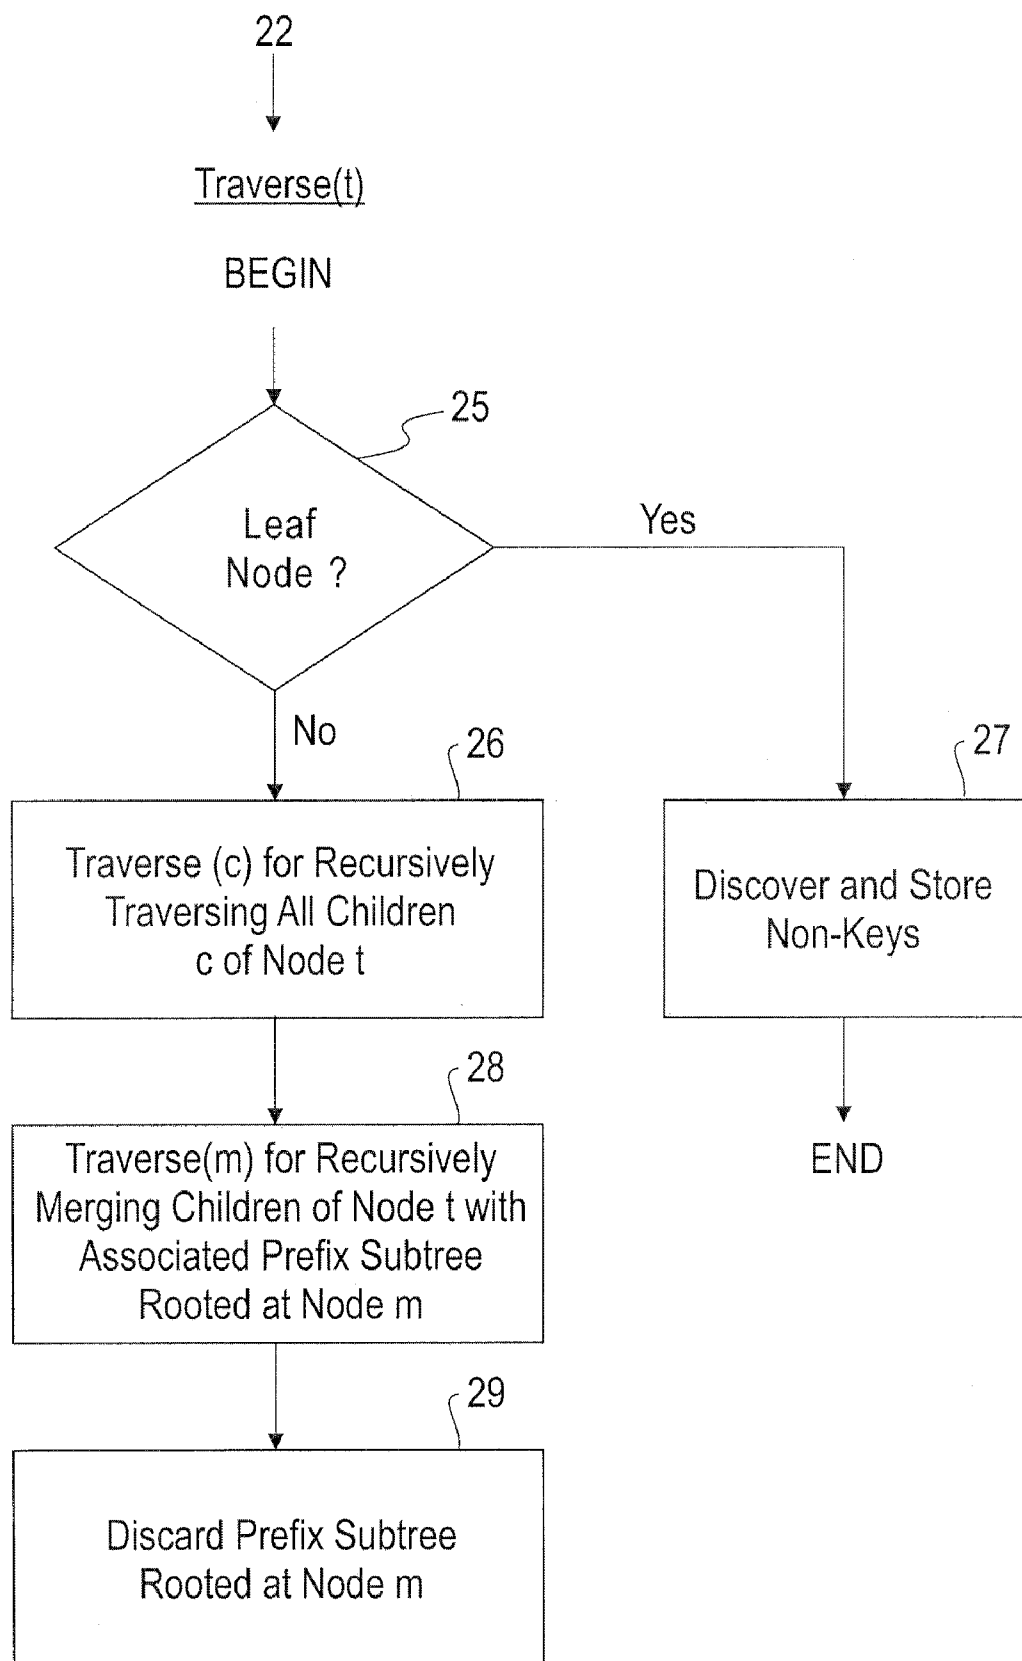 22
Traverse(t)
BEGIN
25
Leaf
Node ?
Yes
No
26
Traverse (c) for Recursively
Traversing All Children
c of Node t
27
Discover and Store
Non-Keys
END
28
Traverse(m) for Recursively
Merging Children of Node t with
Associated Prefix Subtree
Rooted at Node m
29
Discard Prefix Subtree
Rooted at Node m